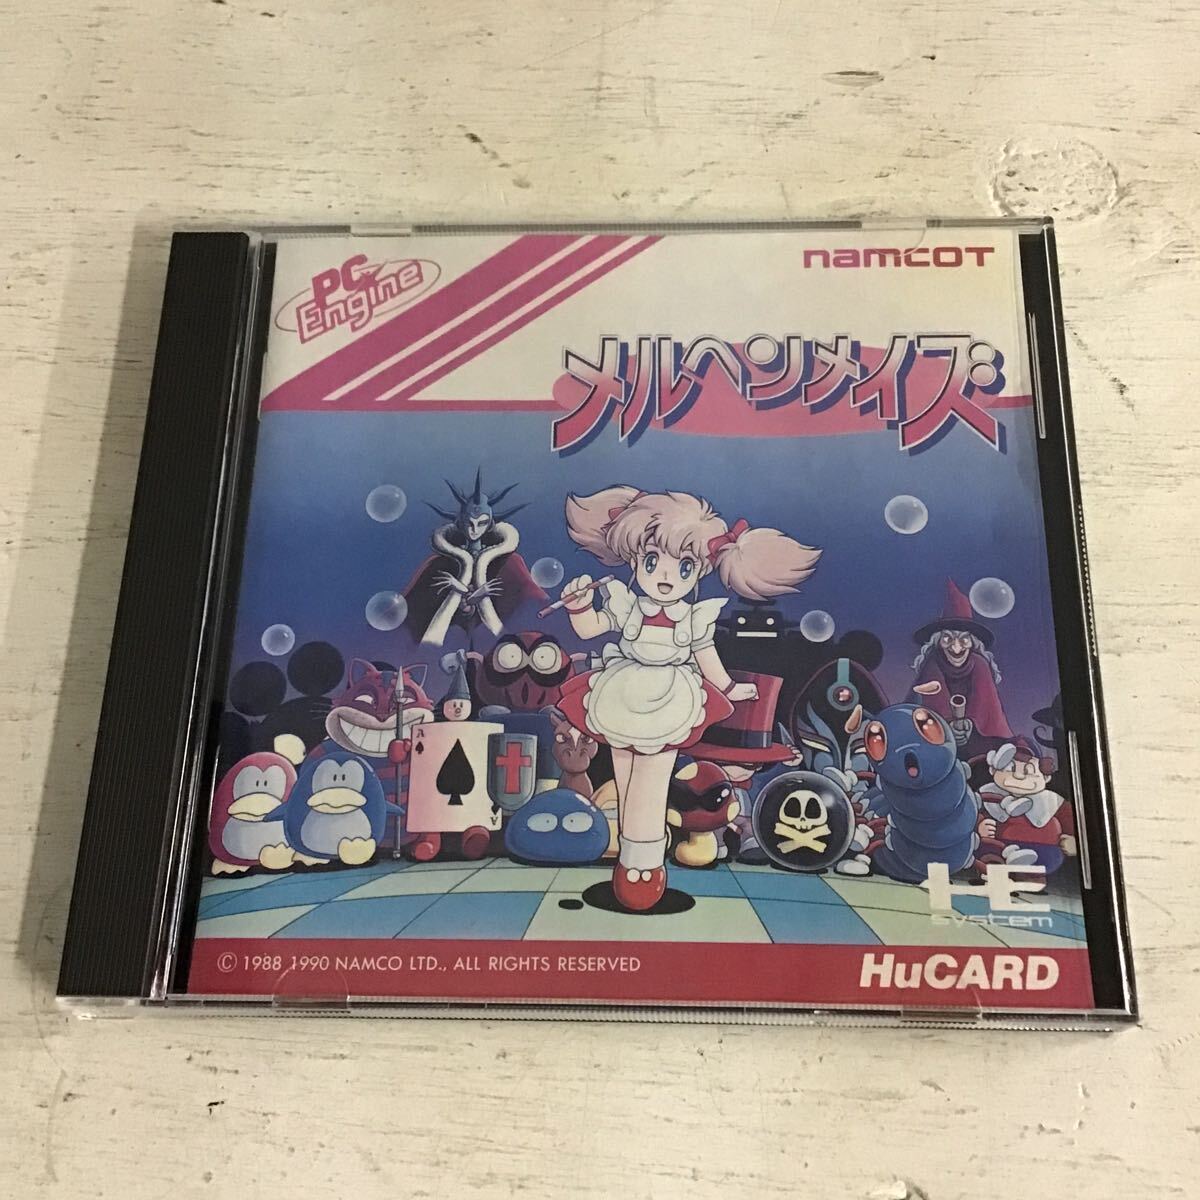 PC Engine
namcot
メルヘンメイズ
A
A
HE system
© 1988 1990 NAMCO LTD., ALL RIGHTS RESERVED
HuCARD